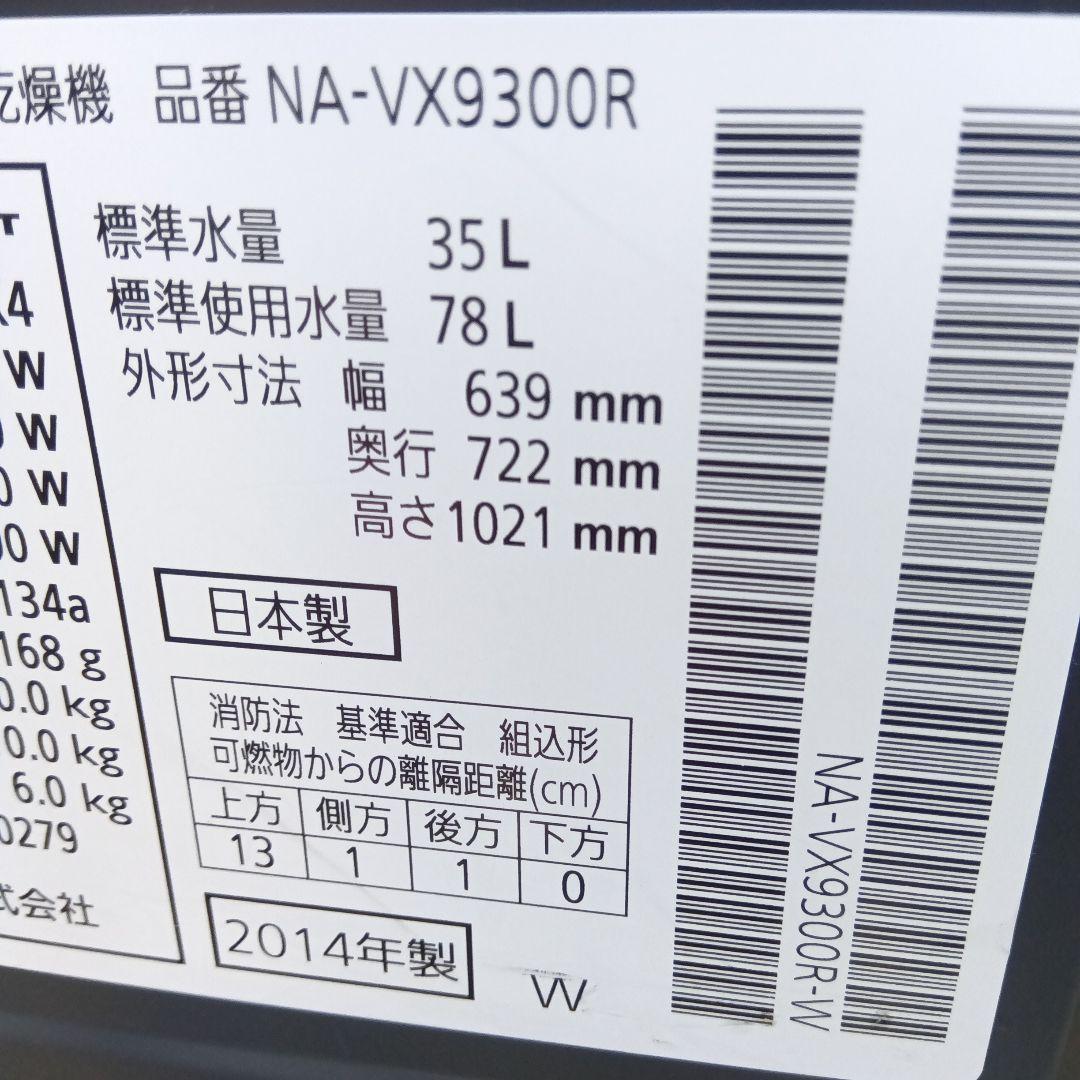 乾燥機 品番 NA-VX9300R
標準水量 35 L
標準使用水量 78 L
外形寸法 幅 639 mm
奥行 722 mm
高さ 1021 mm
日本製
消防法 基準適合 組込形
可燃物からの離隔距離(cm)
上方 側方 後方 下方
13 1 1 0
2014年製
W
T
4
W
W
0 W
00 W
134a
168 g
0.0 kg
0.0 kg
6.0 kg
0279
式会社
NA-VX9300R-W